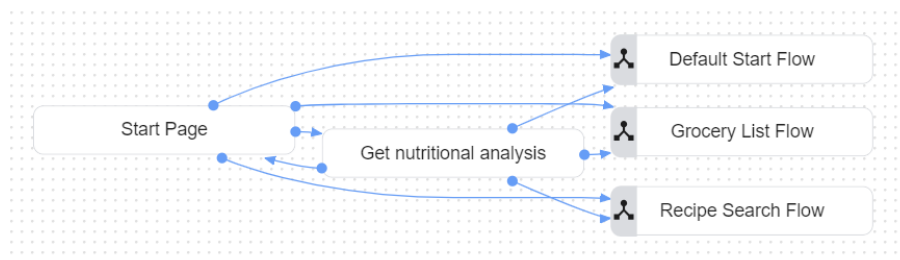 Default Start Flow
Start Page
Grocery List Flow
Get nutritional analysis
Recipe Search Flow